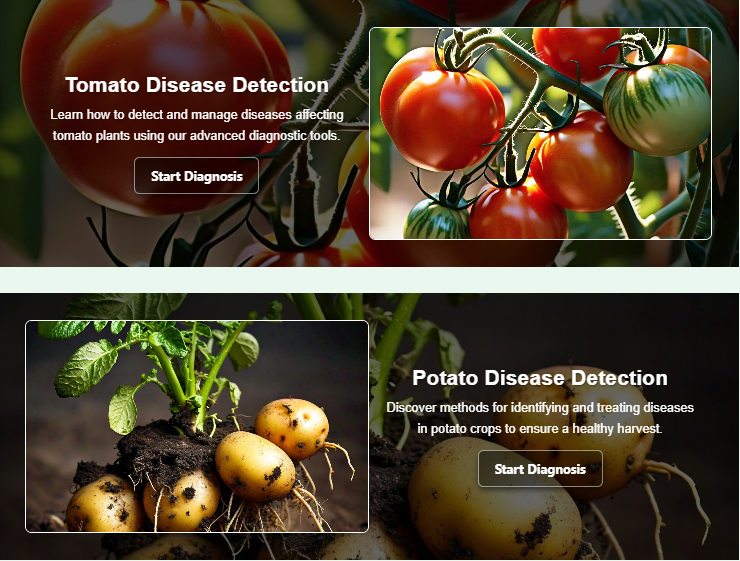 Tomato Disease Detection
Learn how to detect and manage diseases affecting
tomato plants using our advanced diagnostic tools.
Start Diagnosis
Potato Disease Detection
Discover methods for identifying and treating diseases
in potato crops to ensure a healthy harvest.
Start Diagnosis